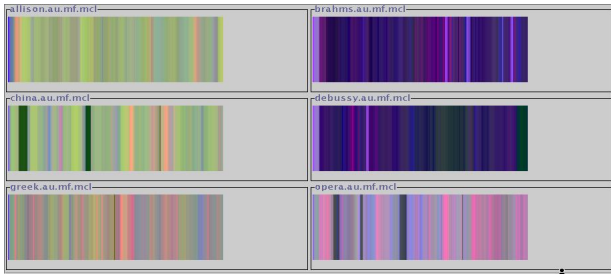 allison.au.mf.mcl
brahms.au.mf.mcl
china.au.mf.mcl
debussy.au.mf.mcl
greek.au.mf.mcl
opera.au.mf.mcl